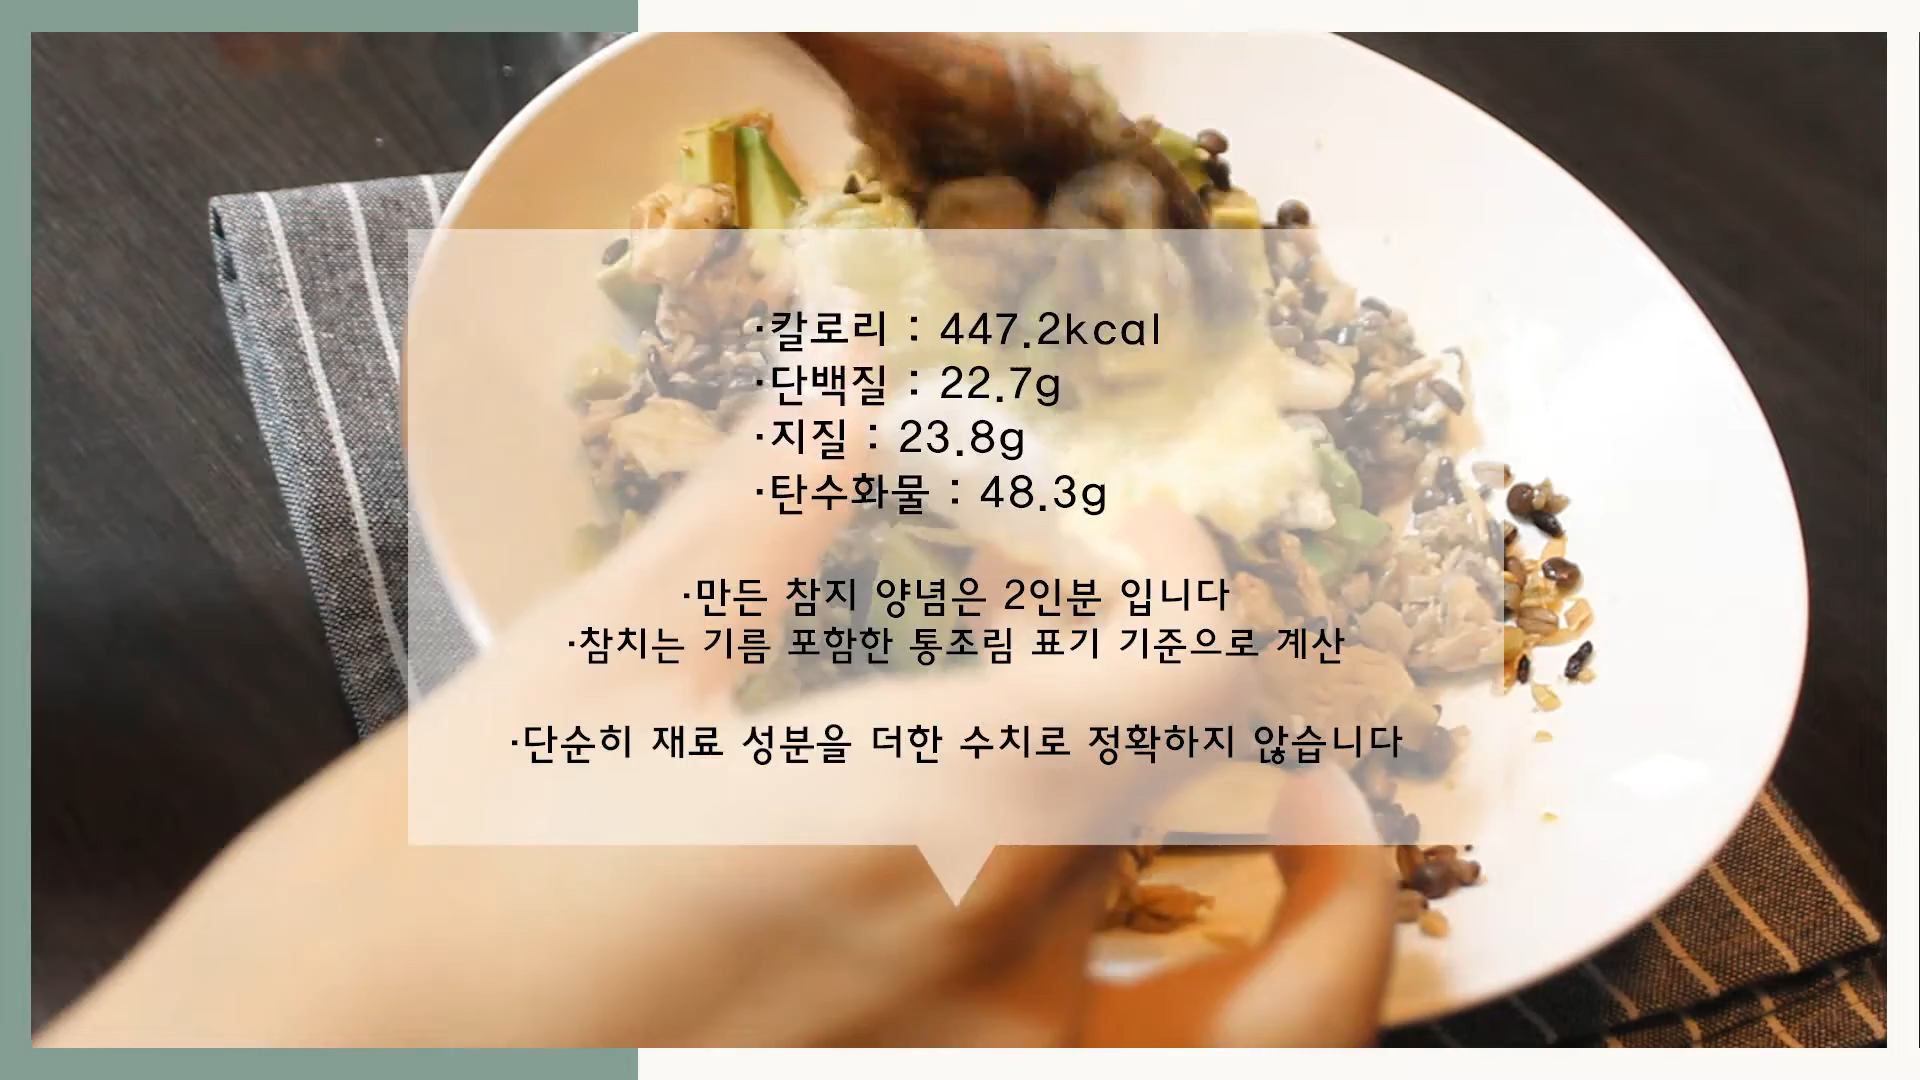 ·칼로리 : 447.2kcal
·단백질 : 22.7g
·지질 : 23.8g
·탄수화물 : 48.3g
·만든 참지 양념은 2인분 입니다
·참치는 기름 포함한 통조림 표기 기준으로 계산
·단순히 재료 성분을 더한 수치로 정확하지 않습니다